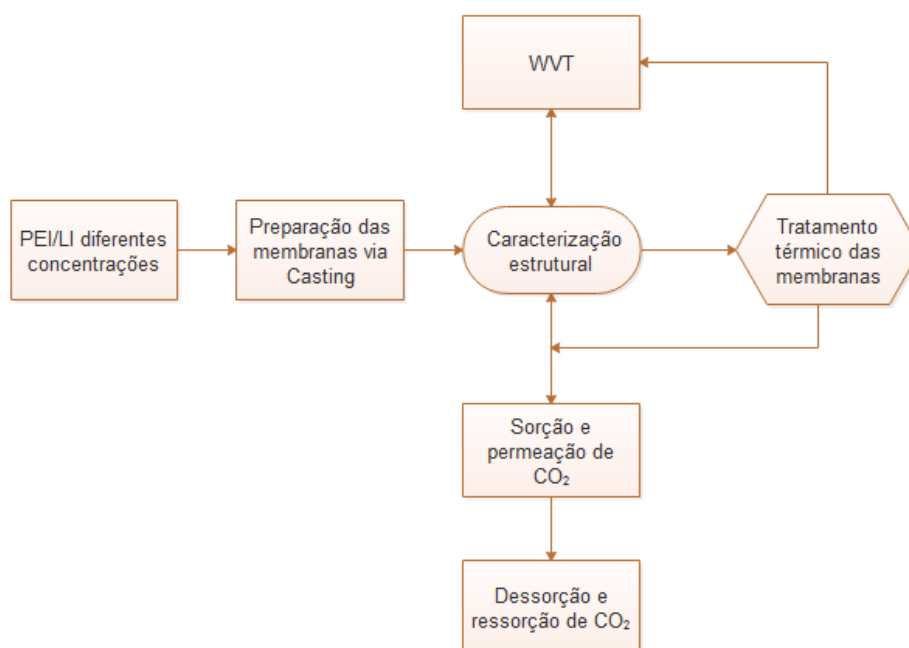 WVT
PEI/LI diferentes
concentrações
Preparação das
membranas via
Casting
Caracterização
estrutural
Tratamento
térmico das
membranas
Sorção e
permeação de
CO₂
Dessorção e
ressorção de CO₂